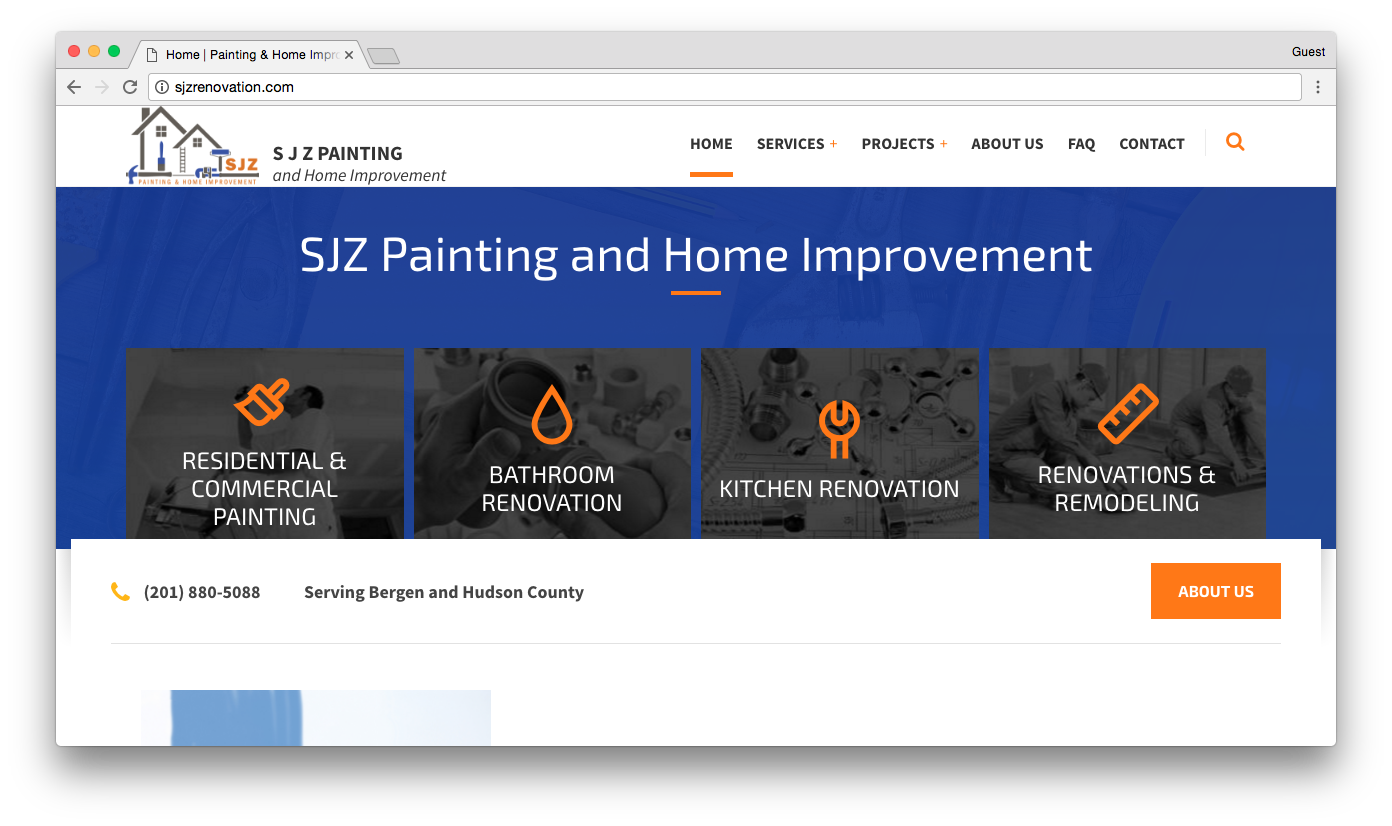 Home | Painting & Home Impro
Guest
sjzrenovation.com
SJZ
PAINTING & HOME IMPROVEMENT
S J Z PAINTING
and Home Improvement
HOME SERVICES + PROJECTS + ABOUT US FAQ CONTACT
SJZ Painting and Home Improvement
RESIDENTIAL &
COMMERCIAL
PAINTING
BATHROOM
RENOVATION
KITCHEN RENOVATION
RENOVATIONS &
REMODELING
(201) 880-5088
Serving Bergen and Hudson County
ABOUT US